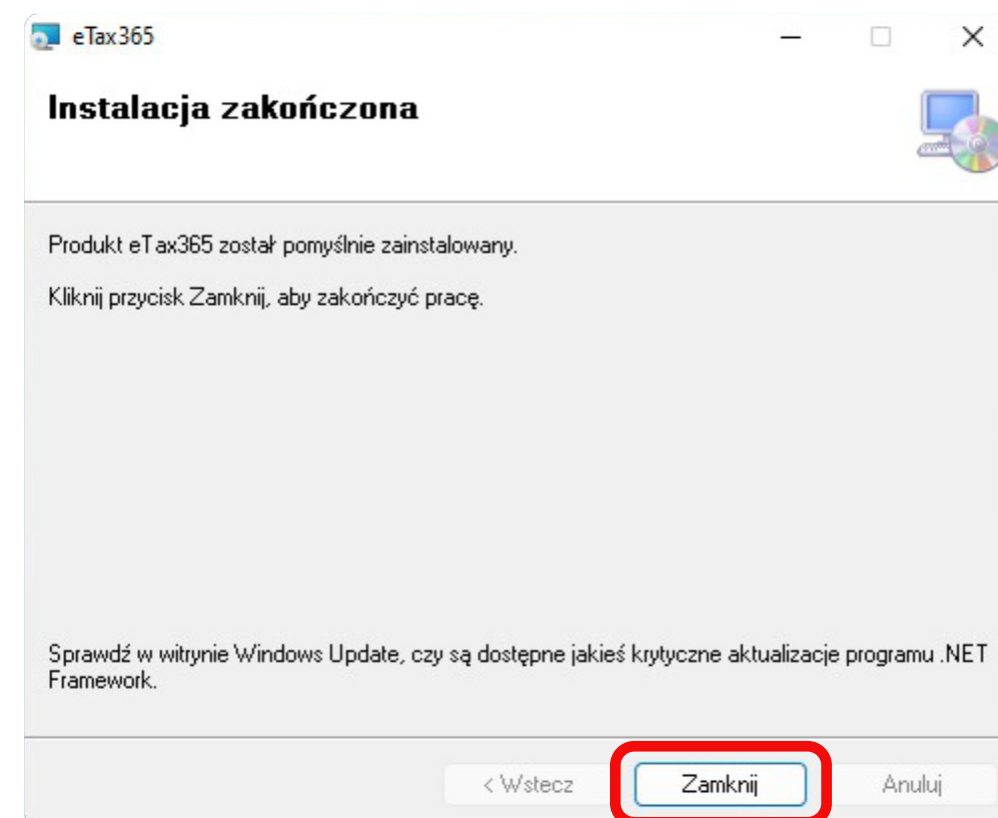 eTax365
Instalacja zakończona
Produkt eTax365 został pomyślnie zainstalowany.
Kliknij przycisk Zamknij, aby zakończyć pracę.
Sprawdź w witrynie Windows Update, czy są dostępne jakieś krytyczne aktualizacje programu .NET
Framework.
< Wstecz
Zamknij
Anuluj